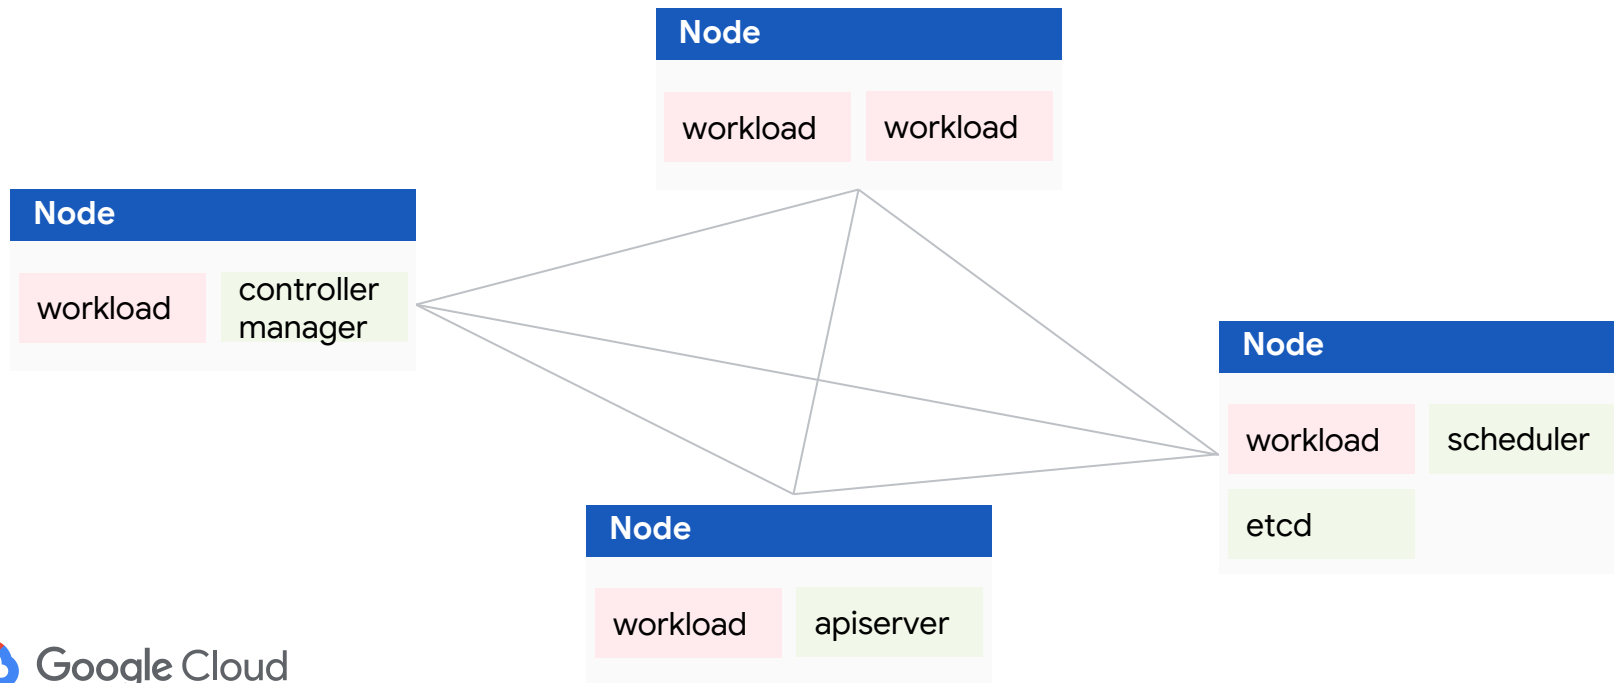 Node
workload
workload
Node
workload
controller
manager
Node
workload
scheduler
etcd
Node
workload
apiserver
Google Cloud